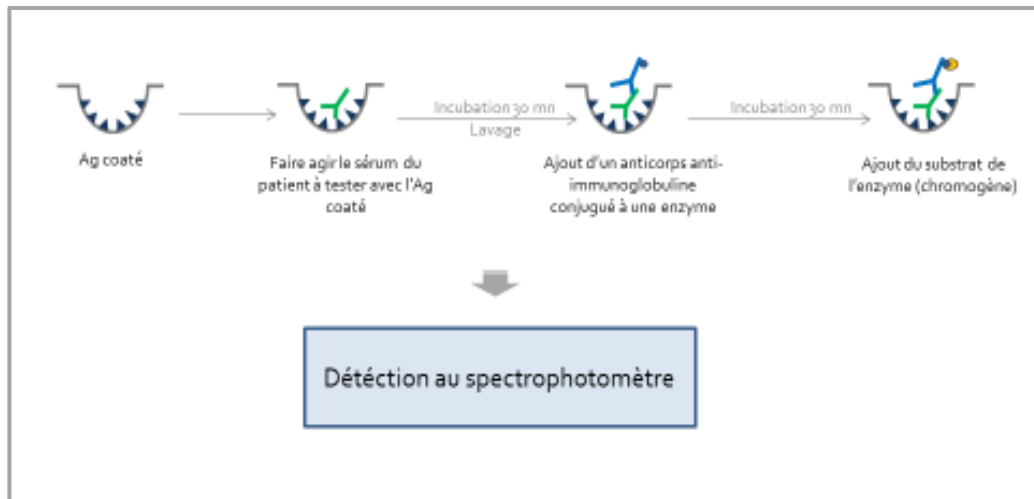 Ag coaté
Faire agir le sérum du
patient à tester avec l'Ag
coaté
Incubation 30 mn
Lavage
Ajout d'un anticorps anti-
immunoglobuline
conjugué à une enzyme
Incubation 30 mn
Ajout du substrat de
l'enzyme (chromogène)
Détéction au spectrophotomètre